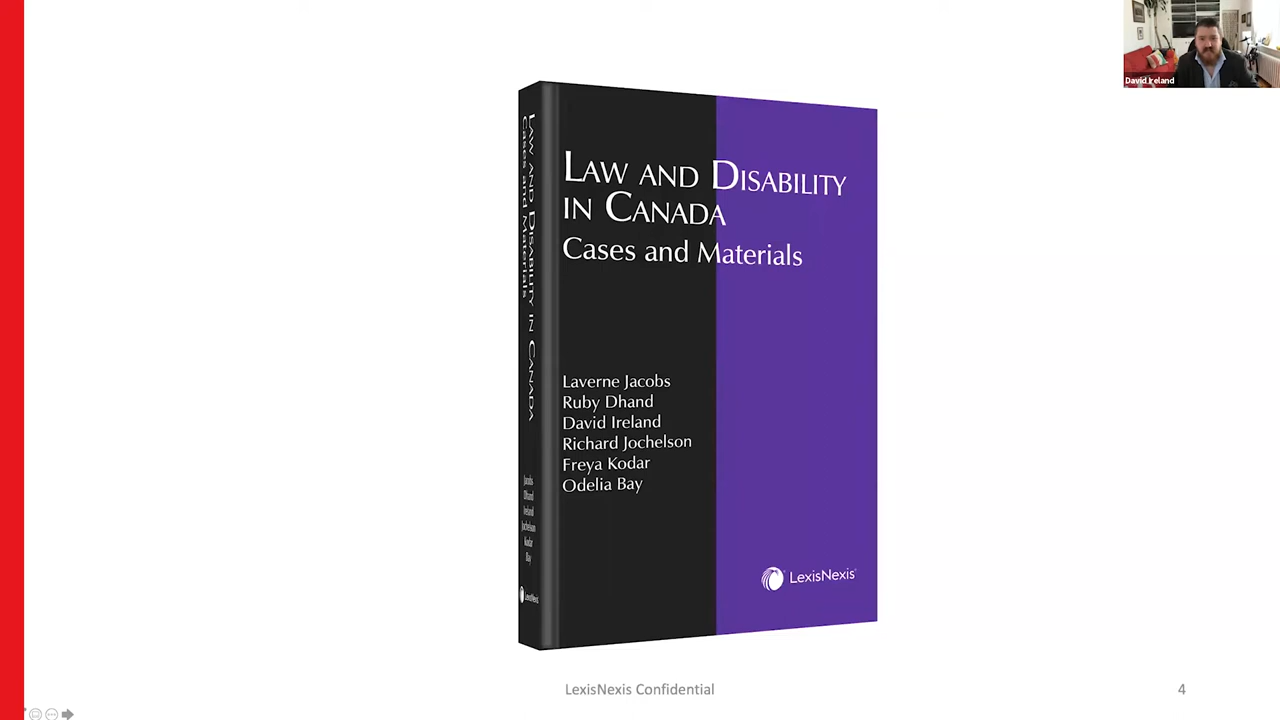 David Ireland
LAW AND DISABILITY
IN CANADA
Cases and Materials
LAW AND DISABILITY IN CANADA
Cases and Materials
Laverne Jacobs
Ruby Dhand
David Ireland
Richard Jochelson
Freya Kodar
Odelia Bay
Jacobs
Dhand
Ireland
Jochelson
Kodar
Bay
LexisNexis®
LexisNexis
LexisNexis Confidential
4